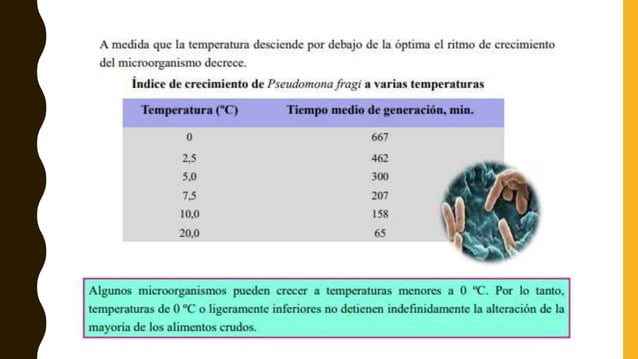 A medida que la temperatura desciende por debajo de la óptima el ritmo de crecimiento
del microorganismo decrece.
Índice de crecimiento de Pseudomona fragi a varias temperaturas
Temperatura (ºC) Tiempo medio de generación, min.
0 667
2,5 462
5,0 300
7,5 207
10,0 158
20,0 65
Algunos microorganismos pueden crecer a temperaturas menores a 0 ºC. Por lo tanto,
temperaturas de 0 ºC o ligeramente inferiores no detienen indefinidamente la alteración de la
mayoría de los alimentos crudos.